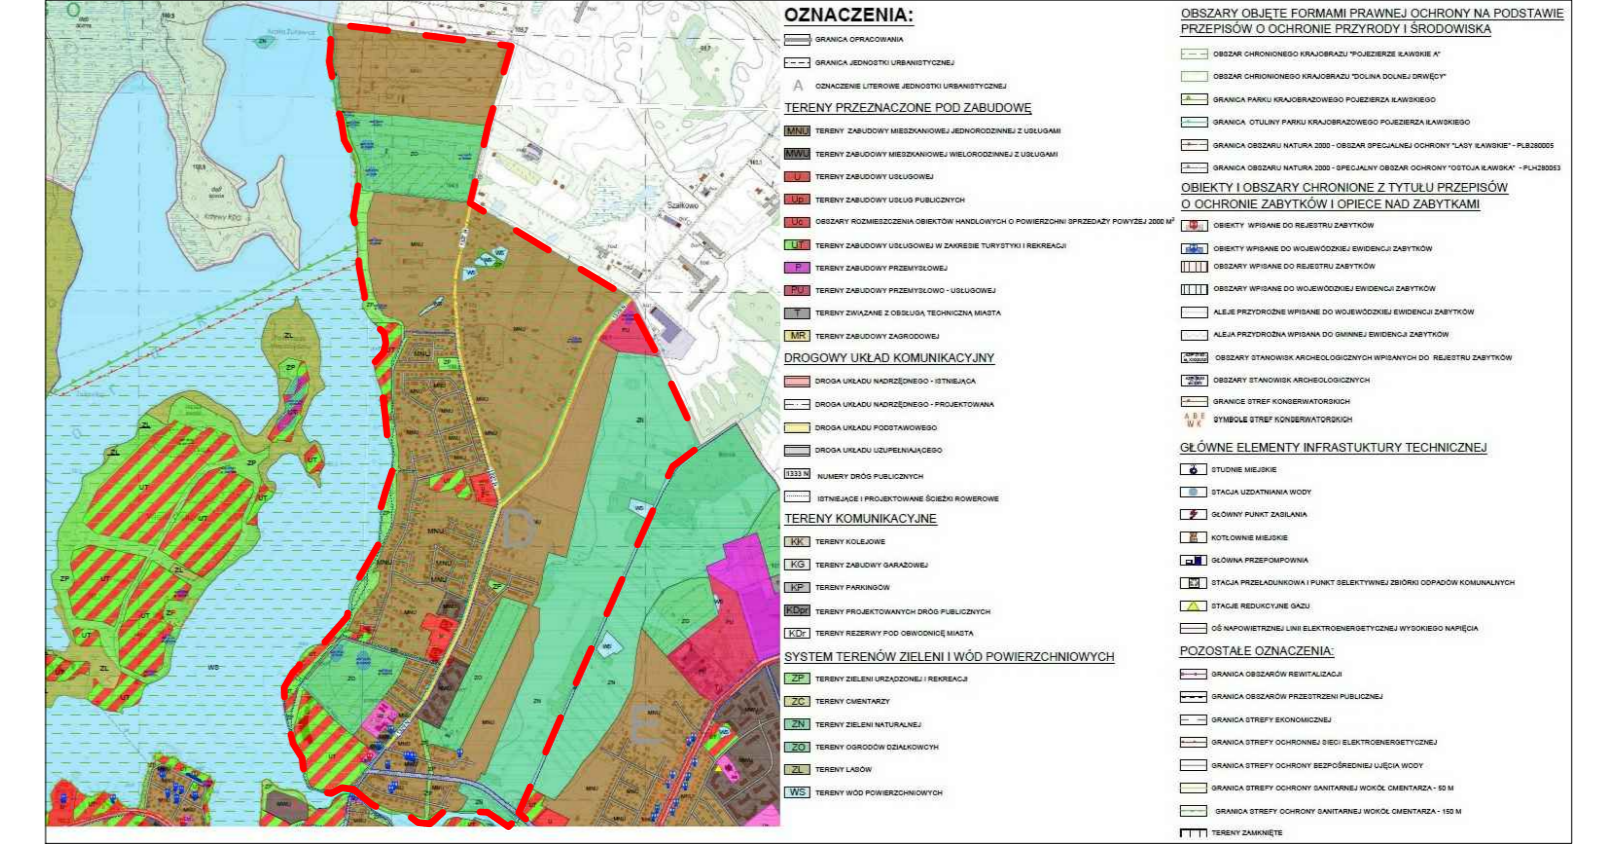 OZNACZENIA:
GRANICA OPRACOWANIA
GRANICA JEDNOSTKI URBANISTYCZNEJ
A OZNACZENIE LITEROWE JEDNOSTKI URBANISTYCZNEJ
TERENY PRZEZNACZONE POD ZABUDOWĘ
MNU TERENY ZABUDOWY MIESZKANIOWEJ JEDNORODZINNEJ Z USŁUGAMI
MWU TERENY ZABUDOWY MIESZKANIOWEJ WIELORODZINNEJ Z USŁUGAMI
U TERENY ZABUDOWY USŁUGOWEJ
Up TERENY ZABUDOWY USŁUG PUBLICZNYCH
Uc OBSZARY ROZMIESZCZENIA OBIEKTÓW HANDLOWYCH O POWIERZCHNI SPRZEDAŻY POWYŻEJ 2000 M²
UT TERENY ZABUDOWY USŁUGOWEJ W ZAKRESIE TURYSTYKI I REKREACJI
P TERENY ZABUDOWY PRZEMYSŁOWEJ
PU TERENY ZABUDOWY PRZEMYSŁOWO - USŁUGOWEJ
T TERENY ZWIĄZANE Z OBSŁUGĄ TECHNICZNĄ MIASTA
MR TERENY ZABUDOWY ZAGRODOWEJ
DROGOWY UKŁAD KOMUNIKACYJNY
DROGA UKŁADU NADRZĘDNEGO - ISTNIEJĄCA
DROGA UKŁADU NADRZĘDNEGO - PROJEKTOWANA
DROGA UKŁADU PODSTAWOWEGO
DROGA UKŁADU UZUPEŁNIAJĄCEGO
1333 N NUMERY DRÓG PUBLICZNYCH
ISTNIEJĄCE I PROJEKTOWANE ŚCIEŻKI ROWEROWE
TERENY KOMUNIKACYJNE
KK TERENY KOLEJOWE
KG TERENY ZABUDWY GARAŻOWEJ
KP TERENY PARKINGÓW
KDpr TERENY PROJEKTOWANYCH DRÓG PUBLICZNYCH
KDr TERENY REZERWY POD OBWODNICĘ MIASTA
SYSTEM TERENÓW ZIELENI I WÓD POWIERZCHNIOWYCH
ZP TERENY ZIELENI URZĄDZONEJ I REKREACJI
ZC TERENY CMENTARZY
ZN TERENY ZIELENI NATURALNEJ
ZO TERENY OGRODÓW DZIAŁKOWCYH
ZL TERENY LASÓW
WS TERENY WÓD POWIERZCHNIOWYCH
OBSZARY OBJĘTE FORMAMI PRAWNEJ OCHRONY NA PODSTAWIE
PRZEPISÓW O OCHRONIE PRZYRODY I ŚRODOWISKA
OBSZAR CHRONIONEGO KRAJOBRAZU "POJEZIERZE IŁAWSKIE A"
OBSZAR CHRIONIONEGO KRAJOBRAZU "DOLINA DOLNEJ DRWĘCY"
GRANICA PARKU KRAJOBRAZOWEGO POJEZIERZA IŁAWSKIEGO
GRANICA OTULINY PARKU KRAJOBRAZOWEGO POJEZIERZA IŁAWSKIEGO
GRANICA OBSZARU NATURA 2000 - OBSZAR SPECJALNEJ OCHRONY "LASY IŁAWSKIE" - PLB280005
GRANICA OBSZARU NATURA 2000 - SPECJALNY OBSZAR OCHRONY "OSTOJA IŁAWSKA" - PLH280053
OBIEKTY I OBSZARY CHRONIONE Z TYTUŁU PRZEPISÓW
O OCHRONIE ZABYTKÓW I OPIECE NAD ZABYTKAMI
OBIEKTY WPISANE DO REJESTRU ZABYTKÓW
OBIEKTY WPISANE DO WOJEWÓDZKIEJ EWIDENCJI ZABYTKÓW
OBSZARY WPISANE DO REJESTRU ZABYTKÓW
OBSZARY WPISANE DO WOJEWÓDZKIEJ EWIDENCJI ZABYTKÓW
ALEJE PRZYDROŻNE WPISANE DO WOJEWÓDZKIEJ EWIDENCJI ZABYTKÓW
ALEJA PRZYDROŻNA WPISANA DO GMINNEJ EWIDENCJI ZABYTKÓW
OBSZARY STANOWISK ARCHEOLOGICZNYCH WPISANYCH DO REJESTRU ZABYTKÓW
OBSZARY STANOWISK ARCHEOLOGICZNYCH
GRANICE STREF KONSERWATORSKICH
A B E
W K SYMBOLE STREF KONSERWATORSKICH
GŁÓWNE ELEMENTY INFRASTUKTURY TECHNICZNEJ
STUDNIE MIEJSKIE
STACJA UZDATNIANIA WODY
GŁÓWNY PUNKT ZASILANIA
KOTŁOWNIE MIEJSKIE
GŁÓWNA PRZEPOMPOWNIA
STACJA PRZEŁADUNKOWA I PUNKT SELEKTYWNEJ ZBIÓRKI ODPADÓW KOMUNALNYCH
STACJE REDUKCYJNE GAZU
OŚ NAPOWIETRZNEJ LINII ELEKTROENERGETYCZNEJ WYSOKIEGO NAPIĘCIA
POZOSTAŁE OZNACZENIA:
GRANICA OBSZARÓW REWITALIZACJI
GRANICA OBSZARÓW PRZESTRZENI PUBLICZNEJ
GRANICA STREFY EKONOMICZNEJ
GRANICA STREFY OCHRONNEJ SIECI ELEKTROENERGETYCZNEJ
GRANICA STREFY OCHRONY BEZPOŚREDNIEJ UJĘCIA WODY
GRANICA STREFY OCHRONY SANITARNEJ WOKÓŁ CMENTARZA - 50 M
GRANICA STREFY OCHRONY SANITARNEJ WOKÓŁ CMENTARZA - 150 M
TERENY ZAMKNIĘTE
Szałkowo
D
E